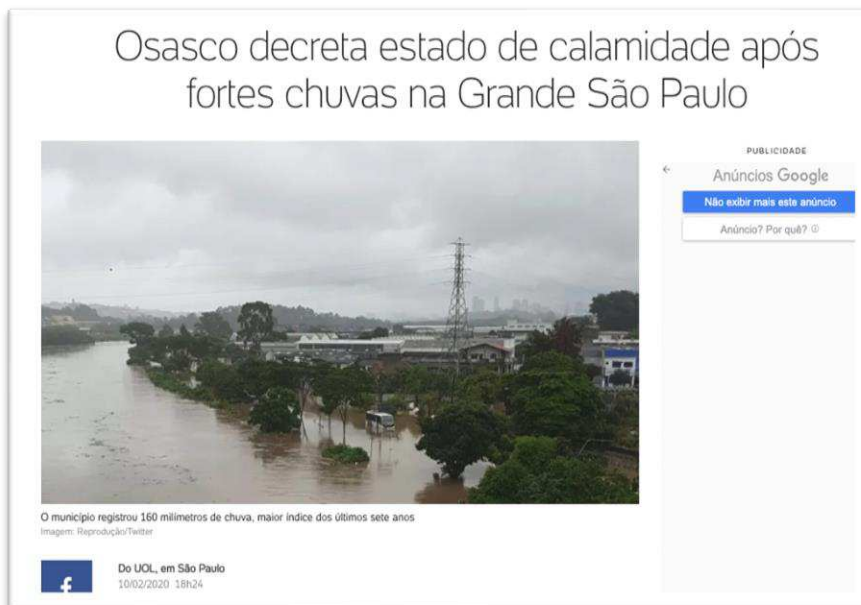 Osasco decreta estado de calamidade após
fortes chuvas na Grande São Paulo
PUBLICIDADE
Anúncios Google
Não exibir mais este anúncio
Anúncio? Por quê?
O município registrou 160 milímetros de chuva, maior índice dos últimos sete anos
Imagem: Reprodução/Twitter
Do UOL, em São Paulo
10/02/2020 18h24